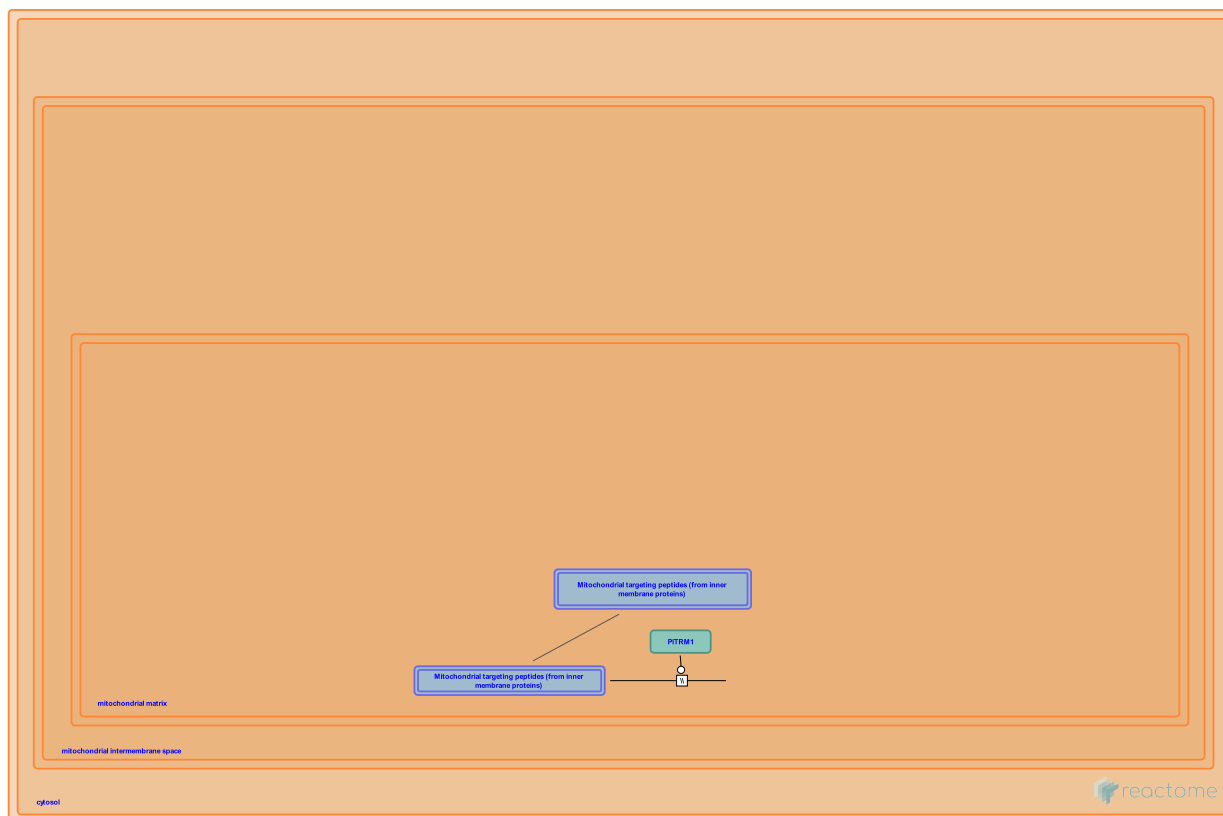 Mitochondrial targeting peptides (from inner
membrane proteins)
PITRM1
Mitochondrial targeting peptides (from inner
membrane proteins)
\\
mitochondrial matrix
mitochondrial intermembrane space
cytosol
reactome